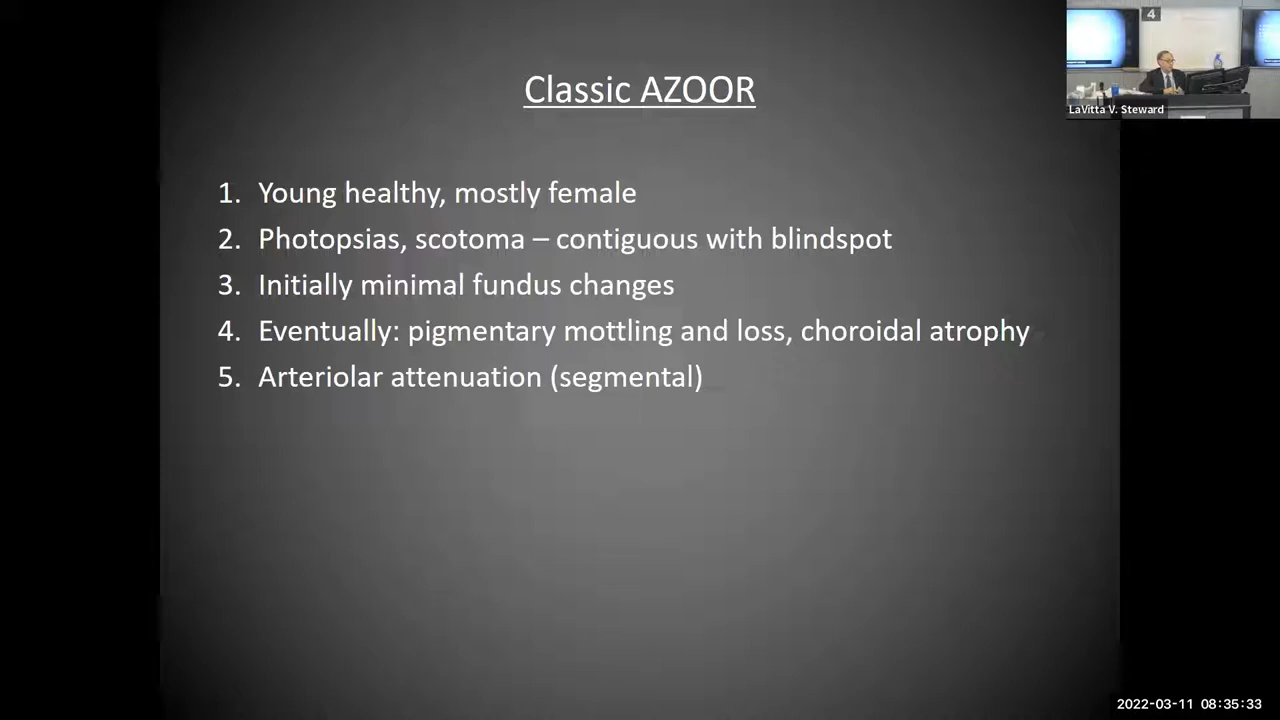 Classic AZOOR
1. Young healthy, mostly female
2. Photopsias, scotoma – contiguous with blindspot
3. Initially minimal fundus changes
4. Eventually: pigmentary mottling and loss, choroidal atrophy
5. Arteriolar attenuation (segmental)
4
LaVitta V. Steward
2022-03-11 08:35:33